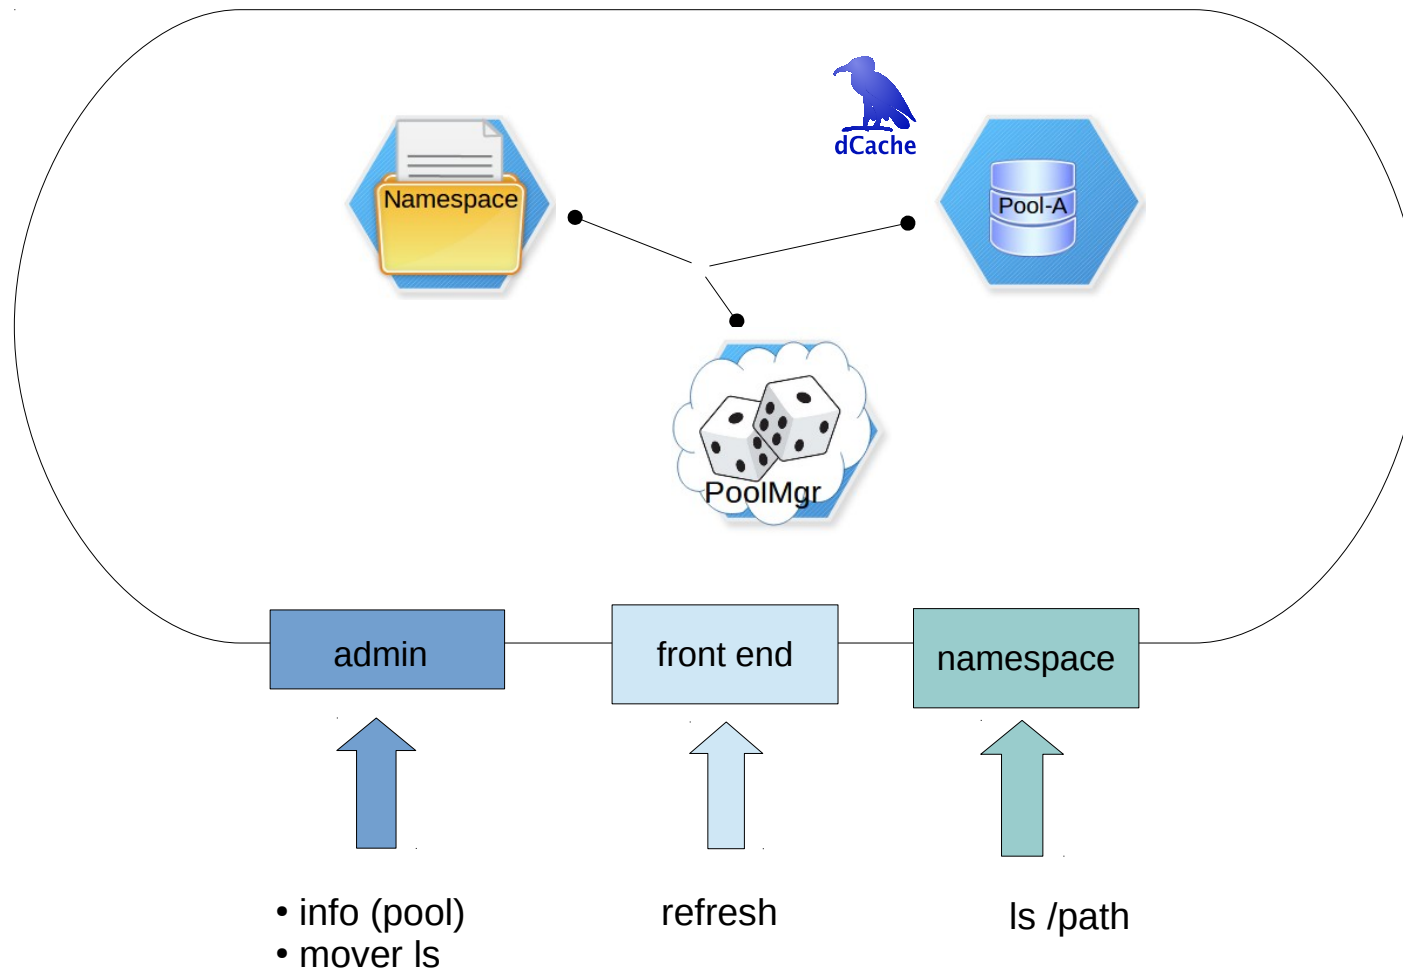 dCache
Namespace
Pool-A
PoolMgr
admin
front end
namespace
• info (pool)
• mover ls
refresh
ls /path